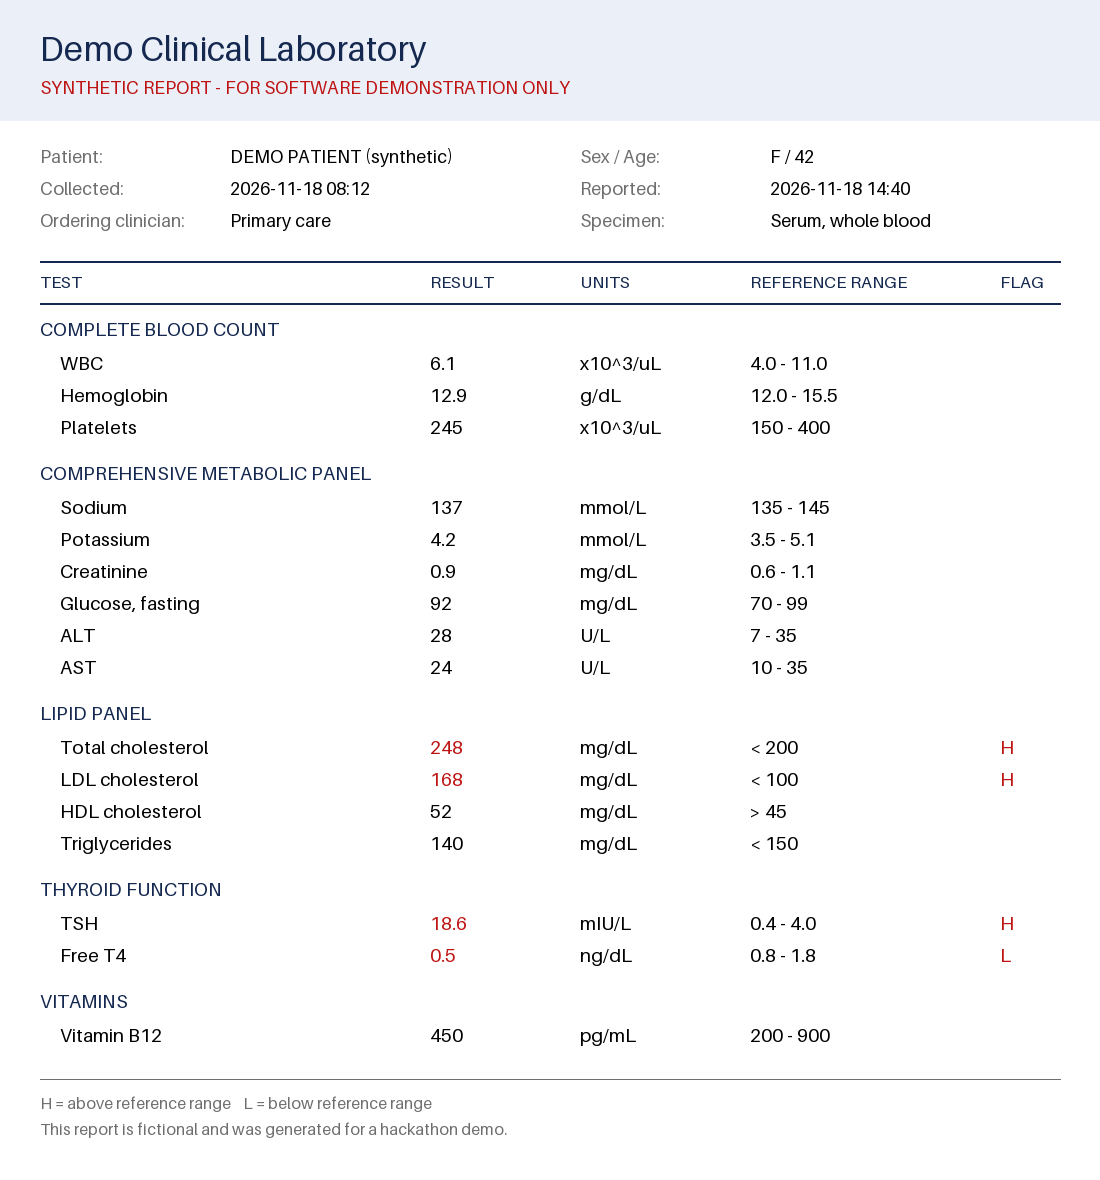 Demo Clinical Laboratory
SYNTHETIC REPORT - FOR SOFTWARE DEMONSTRATION ONLY
Patient: DEMO PATIENT (synthetic) Sex / Age: F / 42
Collected: 2026-11-18 08:12 Reported: 2026-11-18 14:40
Ordering clinician: Primary care Specimen: Serum, whole blood
TEST RESULT UNITS REFERENCE RANGE FLAG
COMPLETE BLOOD COUNT
WBC 6.1 x10^3/uL 4.0 - 11.0
Hemoglobin 12.9 g/dL 12.0 - 15.5
Platelets 245 x10^3/uL 150 - 400
COMPREHENSIVE METABOLIC PANEL
Sodium 137 mmol/L 135 - 145
Potassium 4.2 mmol/L 3.5 - 5.1
Creatinine 0.9 mg/dL 0.6 - 1.1
Glucose, fasting 92 mg/dL 70 - 99
ALT 28 U/L 7 - 35
AST 24 U/L 10 - 35
LIPID PANEL
Total cholesterol 248 mg/dL < 200 H
LDL cholesterol 168 mg/dL < 100 H
HDL cholesterol 52 mg/dL > 45
Triglycerides 140 mg/dL < 150
THYROID FUNCTION
TSH 18.6 mIU/L 0.4 - 4.0 H
Free T4 0.5 ng/dL 0.8 - 1.8 L
VITAMINS
Vitamin B12 450 pg/mL 200 - 900
H = above reference range L = below reference range
This report is fictional and was generated for a hackathon demo.